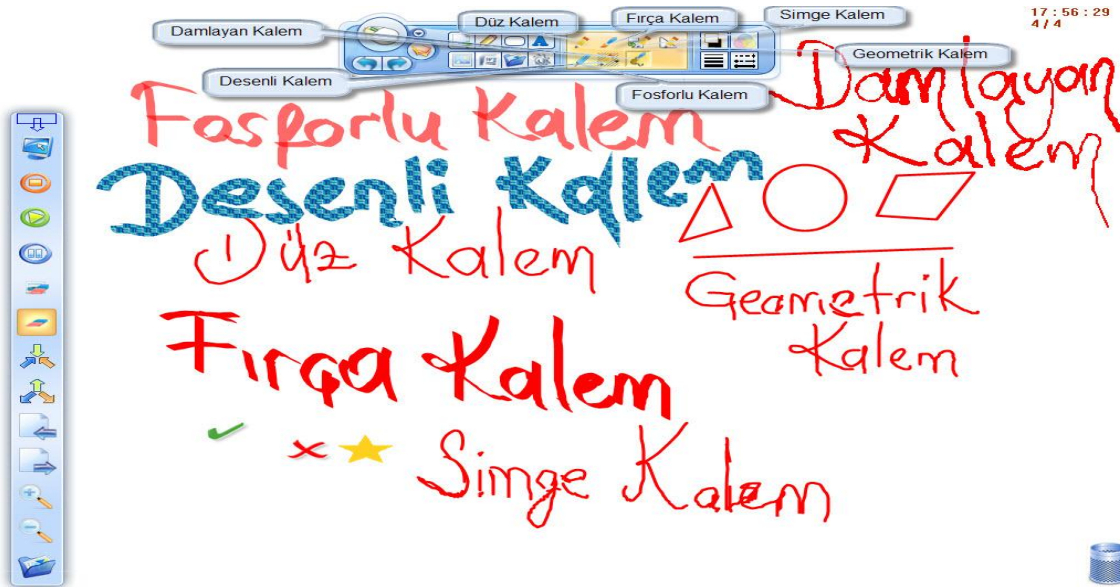 Damlayan Kalem
Düz Kalem
Fırça Kalem
Simge Kalem
17:56:29
4/4
Geometrik Kalem
Desenli Kalem
Fosforlu Kalem
A
Fosforlu Kalem
Damlayan
Kalem
Desenli Kalem
Düz Kalem
Geometrik
Kalem
Fırça Kalem
Simge Kalem